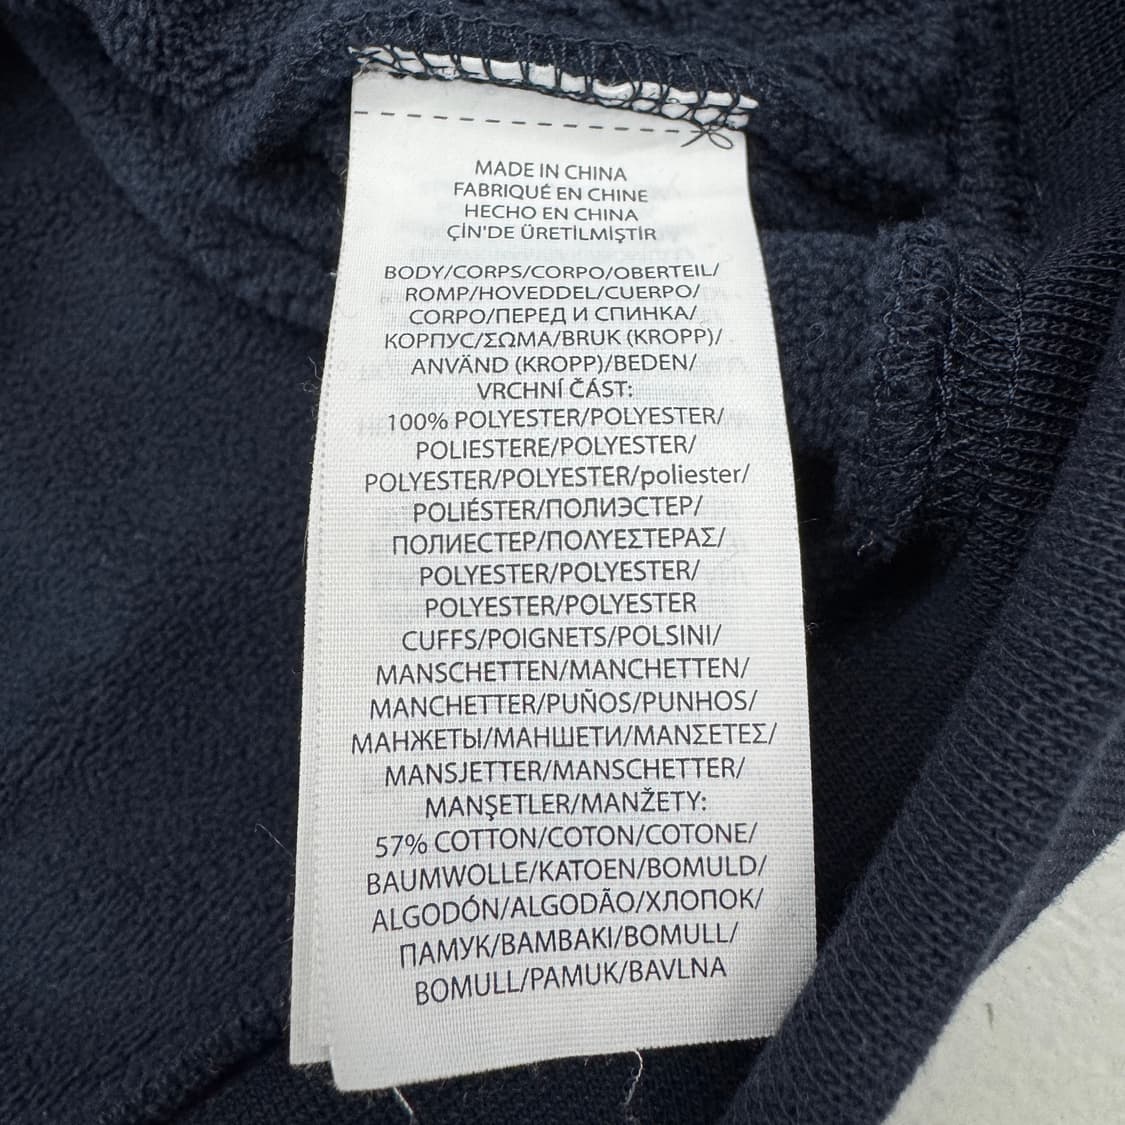 MADE IN CHINA
FABRIQUÉ EN CHINE
HECHO EN CHINA
ÇİN'DE ÜRETİLMİŞTİR
BODY/CORPS/CORPO/OBERTEIL/
ROMP/HOVEDDEL/CUERPO/
CORPO/ПЕРЕД И СПИНКА/
КОРПУС/ΣΩΜΑ/BRUK (KROPP)/
ANVÄND (KROPP)/BEDEN/
VRCHNÍ ČÁST:
100% POLYESTER/POLYESTER/
POLIESTERE/POLYESTER/
POLYESTER/POLYESTER/poliester/
POLIÉSTER/ПОЛИЭСТЕР/
ПОЛИЕСТЕР/ΠΟΛΥΕΣΤΕΡΑΣ/
POLYESTER/POLYESTER/
POLYESTER/POLYESTER
CUFFS/POIGNETS/POLSINI/
MANSCHETTEN/MANCHETTEN/
MANCHETTER/PUÑOS/PUNHOS/
МАНЖЕТЫ/МАНШЕТИ/ΜΑΝΣΕΤΕΣ/
MANSJETTER/MANSCHETTER/
MANŞETLER/MANŽETY:
57% COTTON/COTON/COTONE/
BAUMWOLLE/KATOEN/BOMULD/
ALGODÓN/ALGODÃO/ХЛОПОК/
ПАМУК/ΒΑΜΒΑΚΙ/BOMULL/
BOMULL/PAMUK/BAVLNA